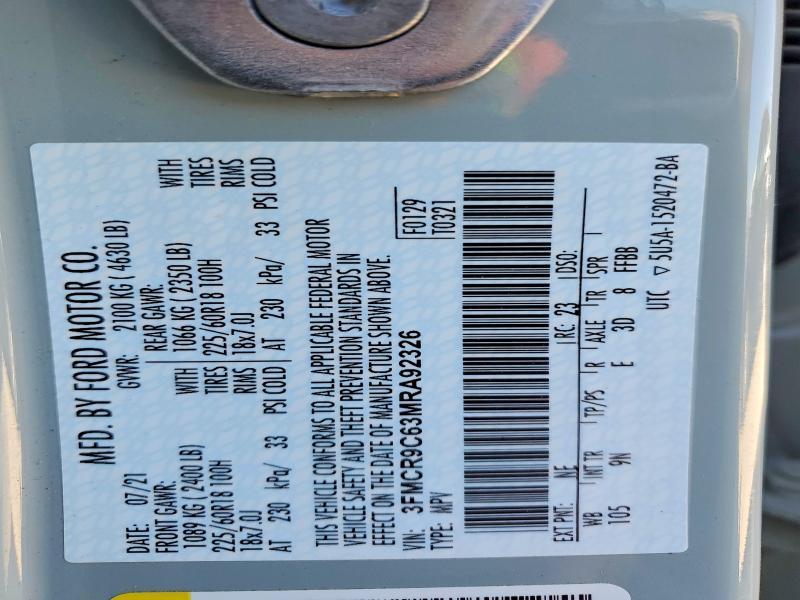 MFD. BY FORD MOTOR CO.
DATE: 07/21 GVWR: 2100 KG ( 4630 LB)
FRONT GAWR: REAR GAWR:
1089 KG ( 2400 LB) WITH 1066 KG ( 2350 LB) WITH
225/60R18 100H TIRES 225/60R18 100H TIRES
18x7.0J RIMS 18x7.0J RIMS
AT 230 kPa/ 33 PSI COLD AT 230 kPa/ 33 PSI COLD
THIS VEHICLE CONFORMS TO ALL APPLICABLE FEDERAL MOTOR
VEHICLE SAFETY AND THEFT PREVENTION STANDARDS IN
EFFECT ON THE DATE OF MANUFACTURE SHOWN ABOVE.
VIN: 3FMCR9C63MRA92326 F0129
TYPE: MPV T0321
EXT PNT: NE RC: 23 DSO:
WB INT TR TP/PS R AXLE TR SPR
105 9N E 3D 8 FFBB
UTC ▽ 5U5A-1520472-BA